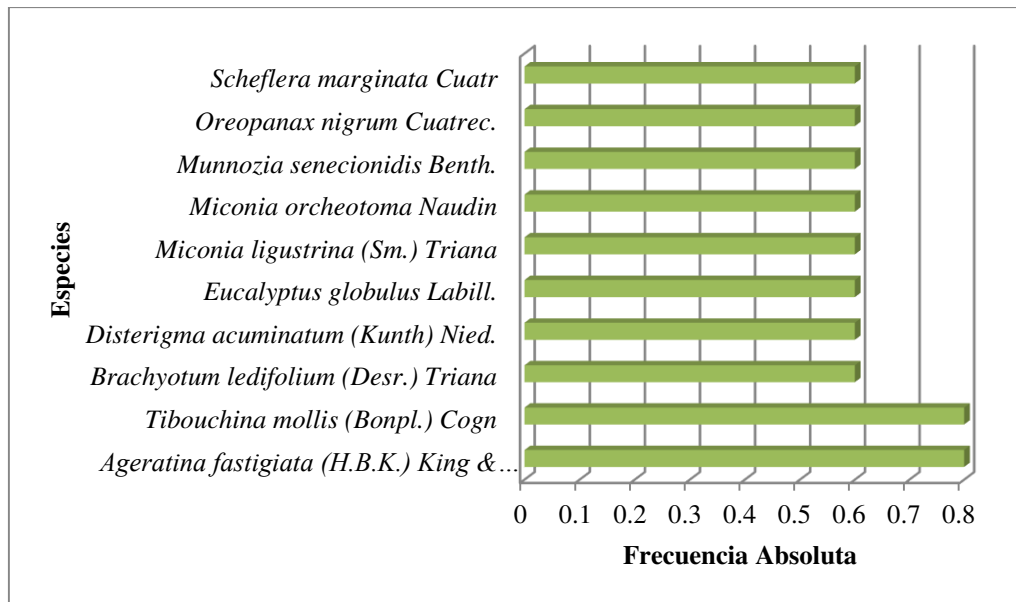 Especies
Scheflera marginata Cuatr
Oreopanax nigrum Cuatrec.
Munnozia senecionidis Benth.
Miconia orcheotoma Naudin
Miconia ligustrina (Sm.) Triana
Eucalyptus globulus Labill.
Disterigma acuminatum (Kunth) Nied.
Brachyotum ledifolium (Desr.) Triana
Tibouchina mollis (Bonpl.) Cogn
Ageratina fastigiata (H.B.K.) King &…
0 0.1 0.2 0.3 0.4 0.5 0.6 0.7 0.8
Frecuencia Absoluta